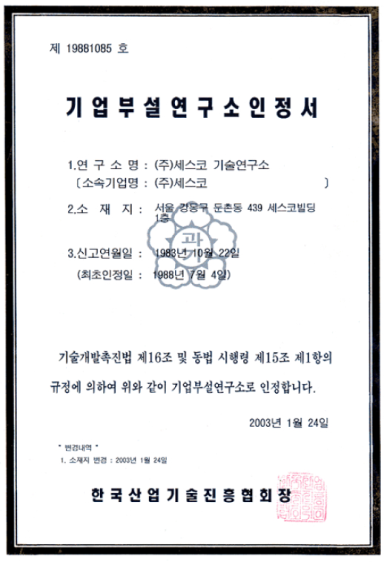 제 19881085 호
기업부설연구소인정서
1.연 구 소 명 : (주)세스코 기술연구소
〔소속기업명 : (주)세스코 〕
2.소 재 지 : 서울 강동구 둔촌동 439 세스코빌딩
1층
3.신고연월일 : 1983년 10월 22일
(최초인정일 : 1988년 7월 4일)
과기
기술개발촉진법 제16조 및 동법 시행령 제15조 제1항의
규정에 의하여 위와 같이 기업부설연구소로 인정합니다.
2003년 1월 24일
* 변경내역 *
1. 소재지 변경 : 2003년 1월 24일
한국산업기술진흥협회장